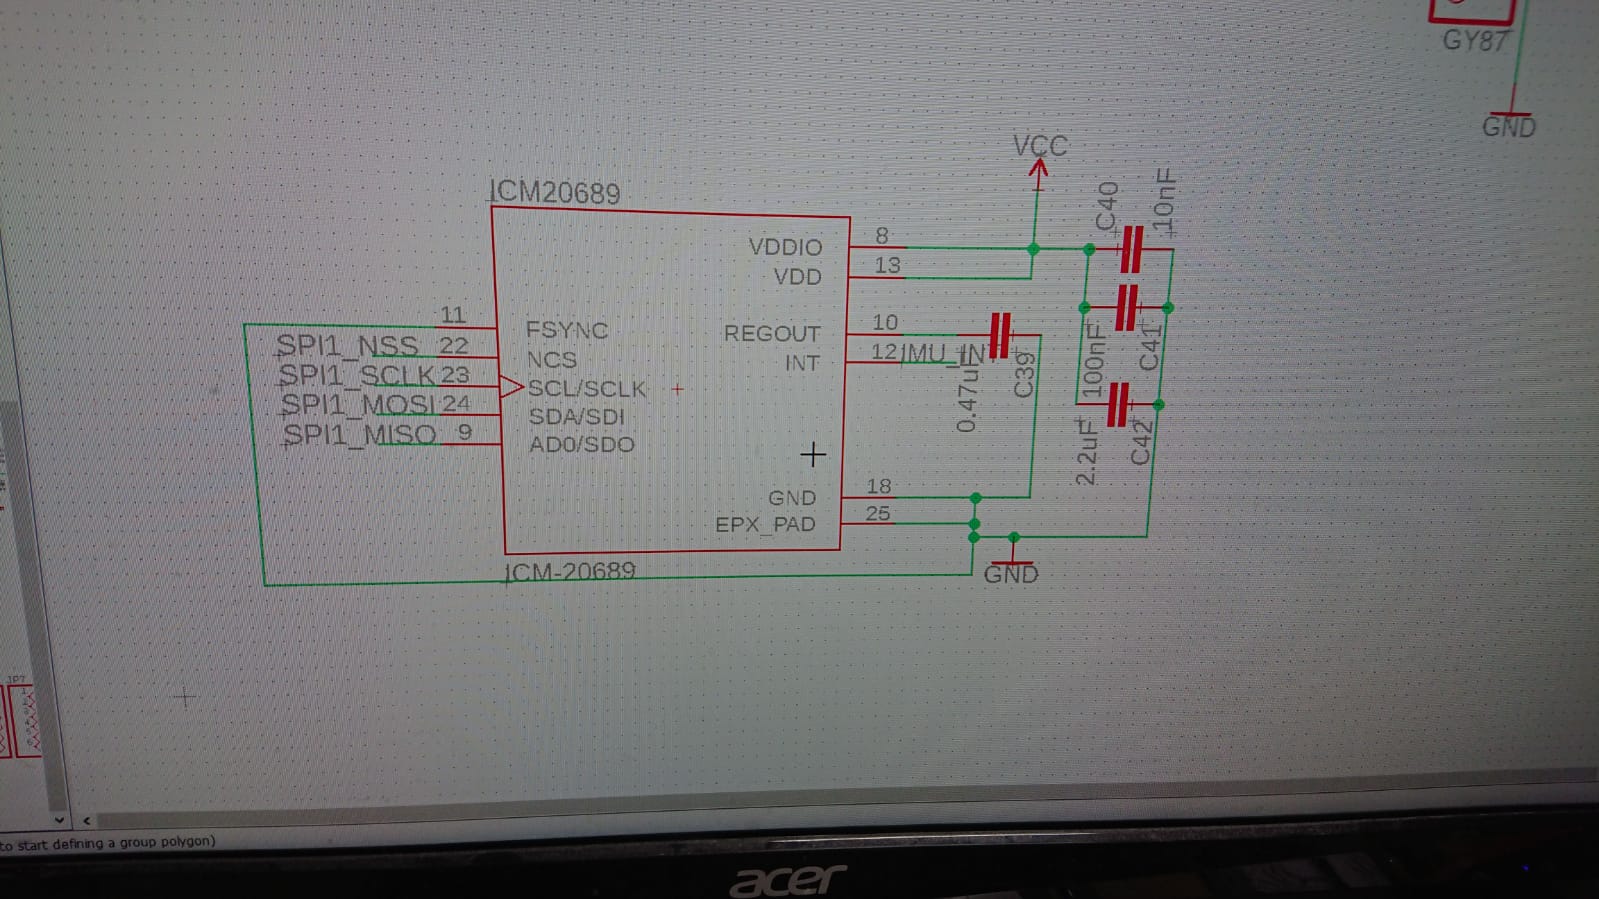 GY87
GND
VCC
C40
10nF
ICM20689
VDDIO
8
VDD
13
11
FSYNC
SPI1_NSS
22
NCS
SPI1_SCLK
23
SCL/SCLK
SPI1_MOSI
24
SDA/SDI
SPI1_MISO
9
AD0/SDO
REGOUT
10
INT
12
IMU_IN
0.47uF
C39
100nF
C41
2.2uF
C42
GND
18
EPX_PAD
25
ICM-20689
GND
JP7
to start defining a group polygon)
acer